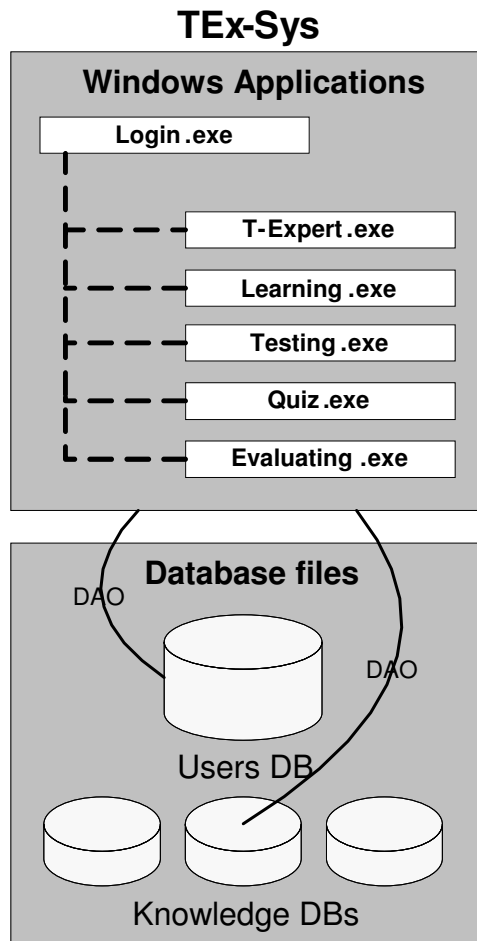 TEx-Sys
Windows Applications
Login.exe
T-Expert.exe
Learning.exe
Testing.exe
Quiz.exe
Evaluating.exe
Database files
DAO
DAO
Users DB
Knowledge DBs